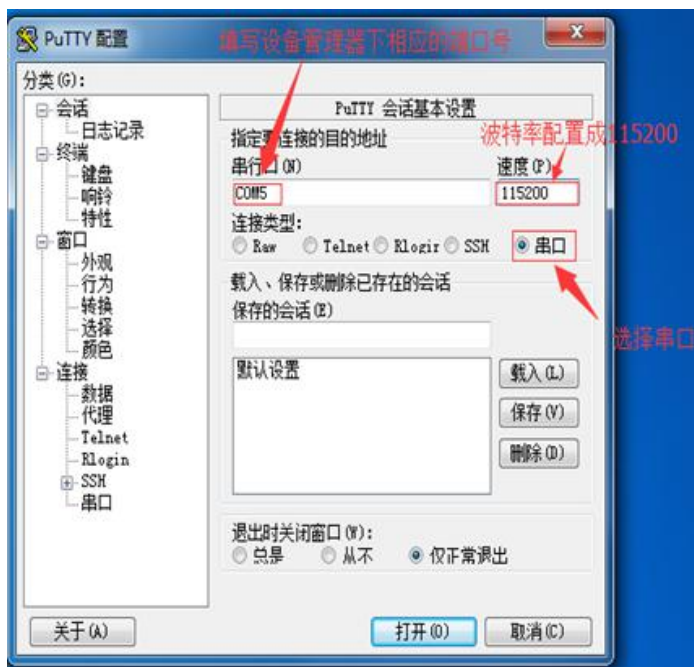 PuTTY 配置
填写设备管理器下相应的端口号
分类(G):
会话
日志记录
终端
键盘
响铃
特性
窗口
外观
行为
转换
选择
颜色
连接
数据
代理
Telnet
Rlogin
SSH
串口
PuTTY 会话基本设置
指定要连接的目的地址
波特率配置成115200
串行口(N)
速度(P)
COM5
115200
连接类型:
Raw Telnet Rlogin SSH 串口
载入、保存或删除已存在的会话
保存的会话(E)
选择串口
默认设置
载入(L)
保存(V)
删除(D)
退出时关闭窗口(W):
总是 从不 仅正常退出
关于(A) 打开(O) 取消(C)